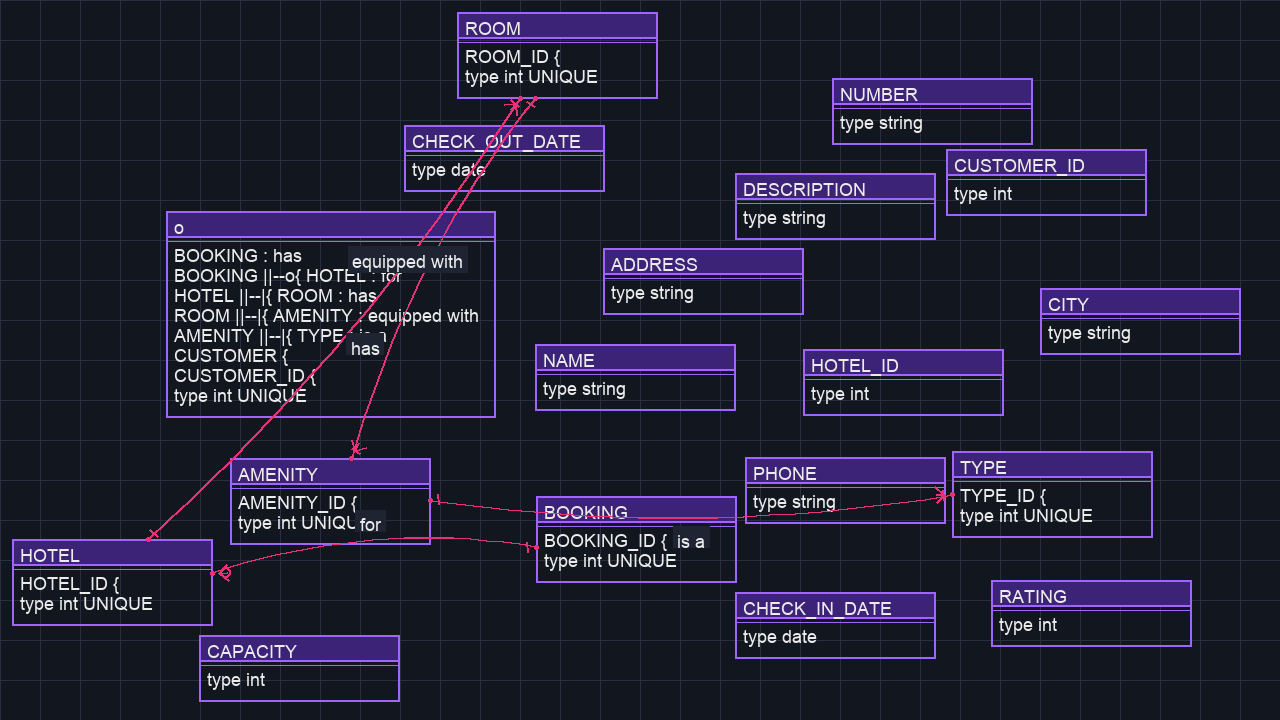 ROOM
ROOM_ID {
type int UNIQUE
NUMBER
type string
CHECK_OUT_DATE
type date
CUSTOMER_ID
type int
DESCRIPTION
type string
o
BOOKING : has
BOOKING ||--o{ HOTEL : for
HOTEL ||--|{ ROOM : has
ROOM ||--|{ AMENITY : equipped with
AMENITY ||--|{ TYPE : is a
CUSTOMER {
CUSTOMER_ID {
type int UNIQUE
equipped with
has
ADDRESS
type string
CITY
type string
NAME
type string
HOTEL_ID
type int
AMENITY
AMENITY_ID {
type int UNIQU
for
PHONE
type string
TYPE
TYPE_ID {
type int UNIQUE
BOOKING
BOOKING_ID {
type int UNIQUE
is a
HOTEL
HOTEL_ID {
type int UNIQUE
CHECK_IN_DATE
type date
RATING
type int
CAPACITY
type int